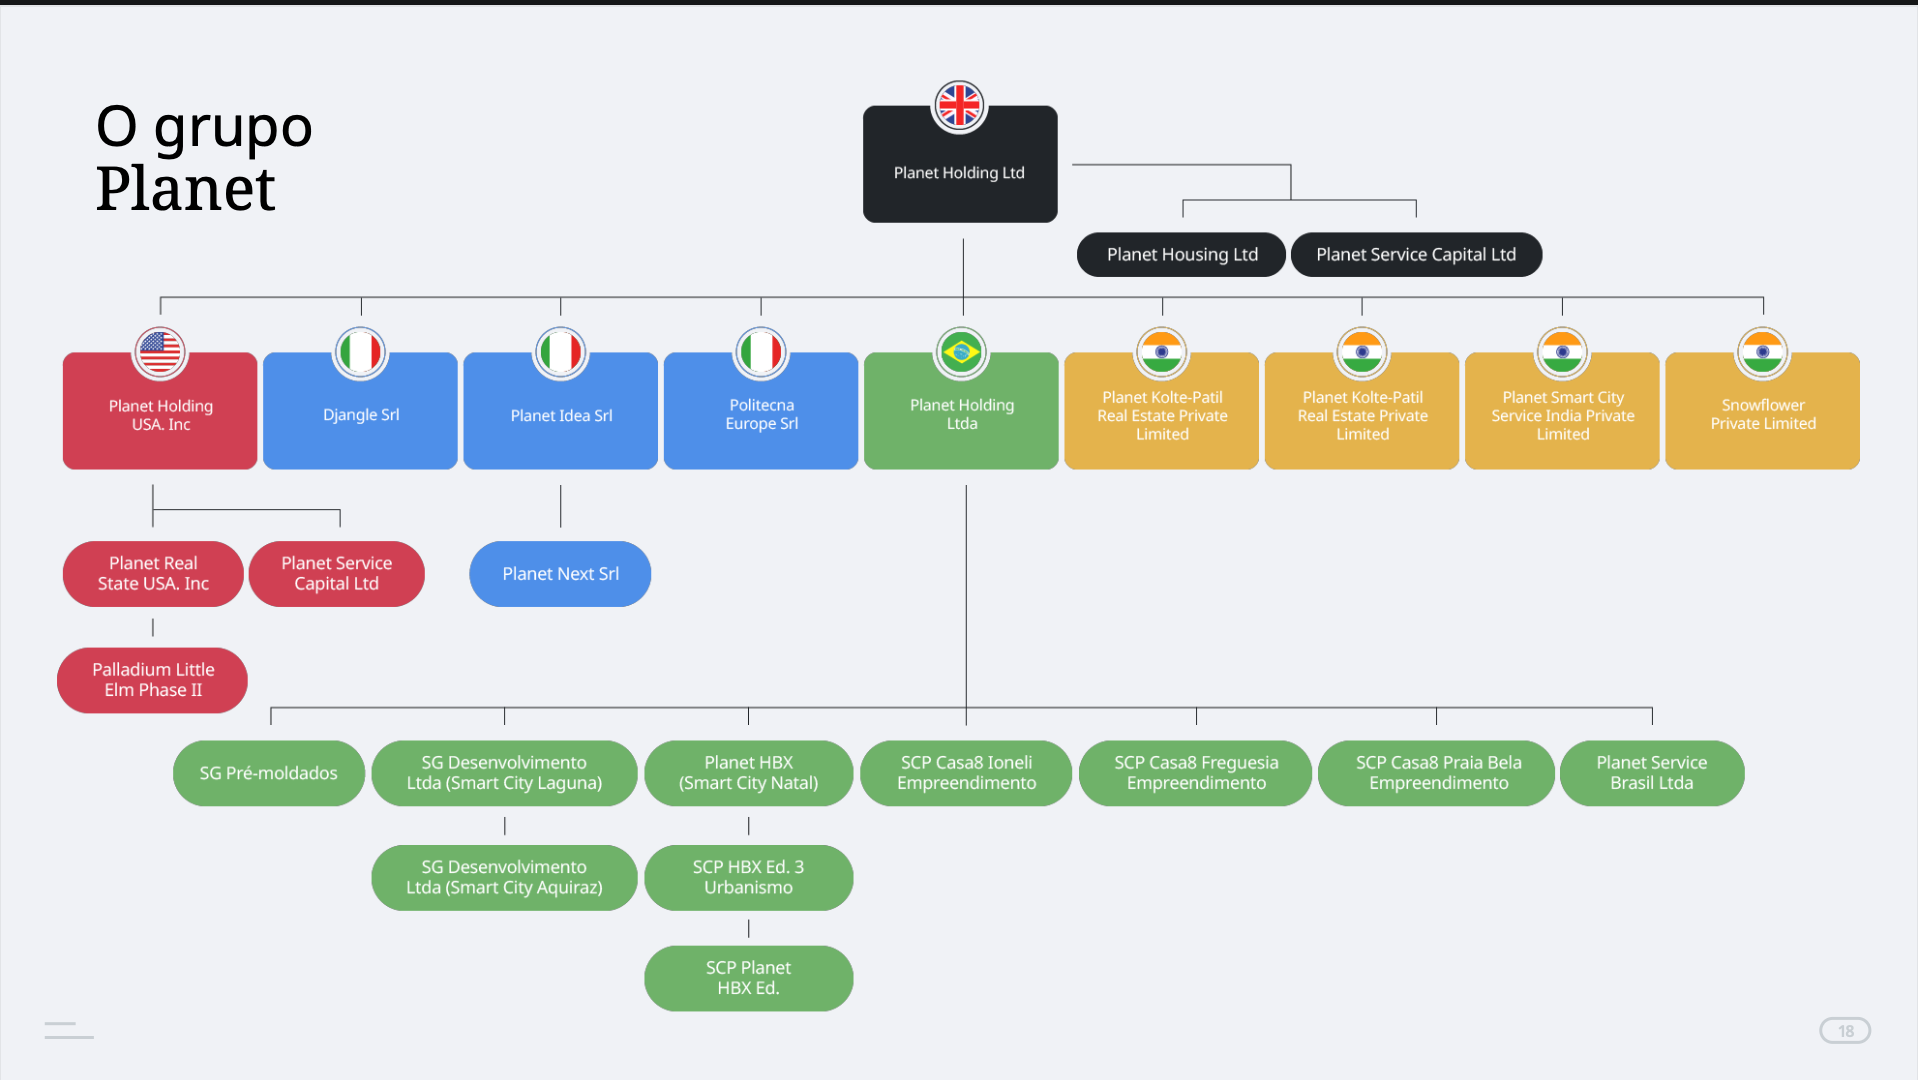 O grupo
Planet
Planet Holding Ltd
Planet Housing Ltd
Planet Service Capital Ltd
Planet Holding
USA. Inc
Djangle Srl
Planet Idea Srl
Politecna
Europe Srl
Planet Holding
Ltda
Planet Kolte-Patil
Real Estate Private
Limited
Planet Kolte-Patil
Real Estate Private
Limited
Planet Smart City
Service India Private
Limited
Snowflower
Private Limited
Planet Real
State USA. Inc
Planet Service
Capital Ltd
Planet Next Srl
Palladium Little
Elm Phase II
SG Pré-moldados
SG Desenvolvimento
Ltda (Smart City Laguna)
Planet HBX
(Smart City Natal)
SCP Casa8 Ioneli
Empreendimento
SCP Casa8 Freguesia
Empreendimento
SCP Casa8 Praia Bela
Empreendimento
Planet Service
Brasil Ltda
SG Desenvolvimento
Ltda (Smart City Aquiraz)
SCP HBX Ed. 3
Urbanismo
SCP Planet
HBX Ed.
18